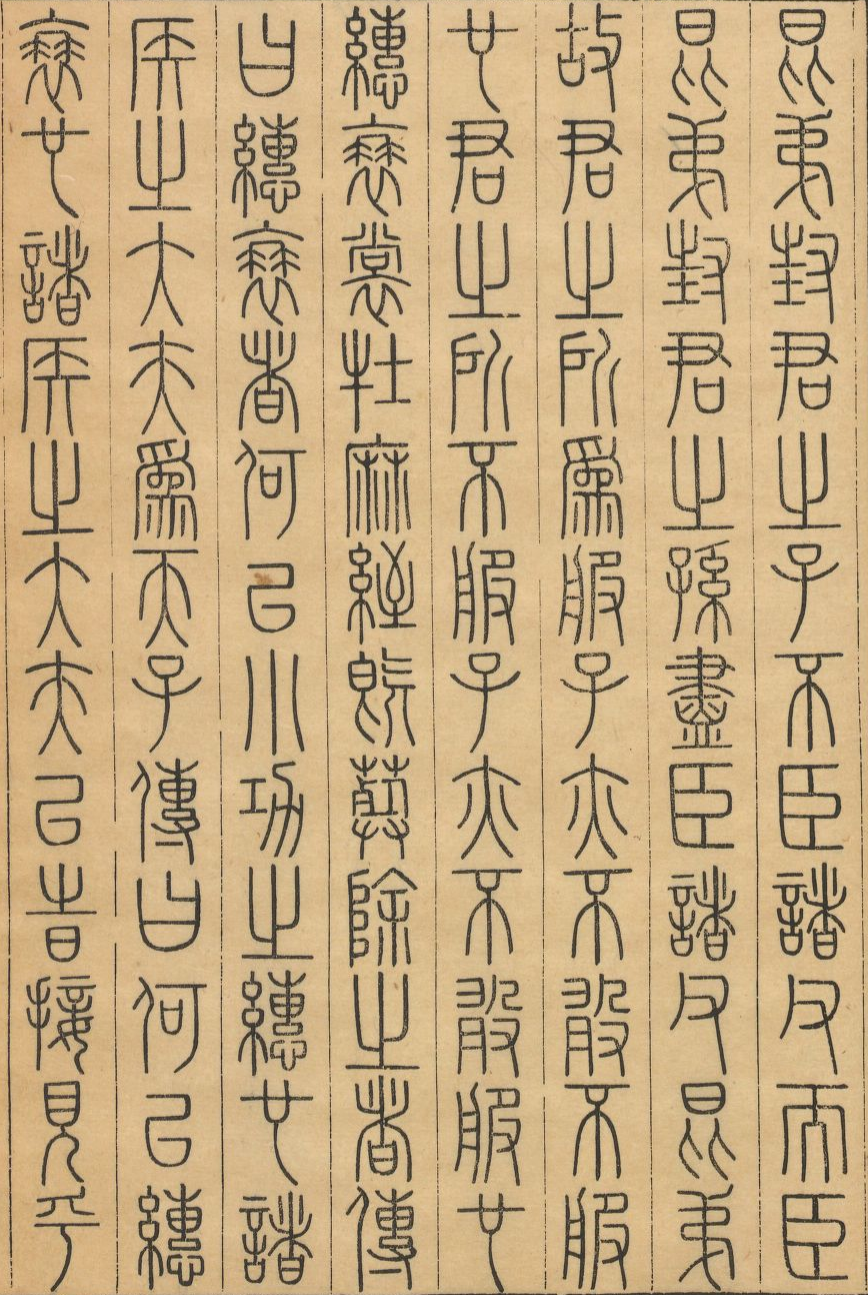 昆弟封君之子不臣諸父而臣
昆弟封君之孫盡臣諸父昆弟
故君之所爲服子亦不敢不服
也君之所不服子亦不敢服也
繐衰裳牡麻絰既葬除之者傳
曰繐衰者何以小功之繐也諸
侯之大夫爲天子傳曰何以繐
衰也諸侯之大夫以時接見乎